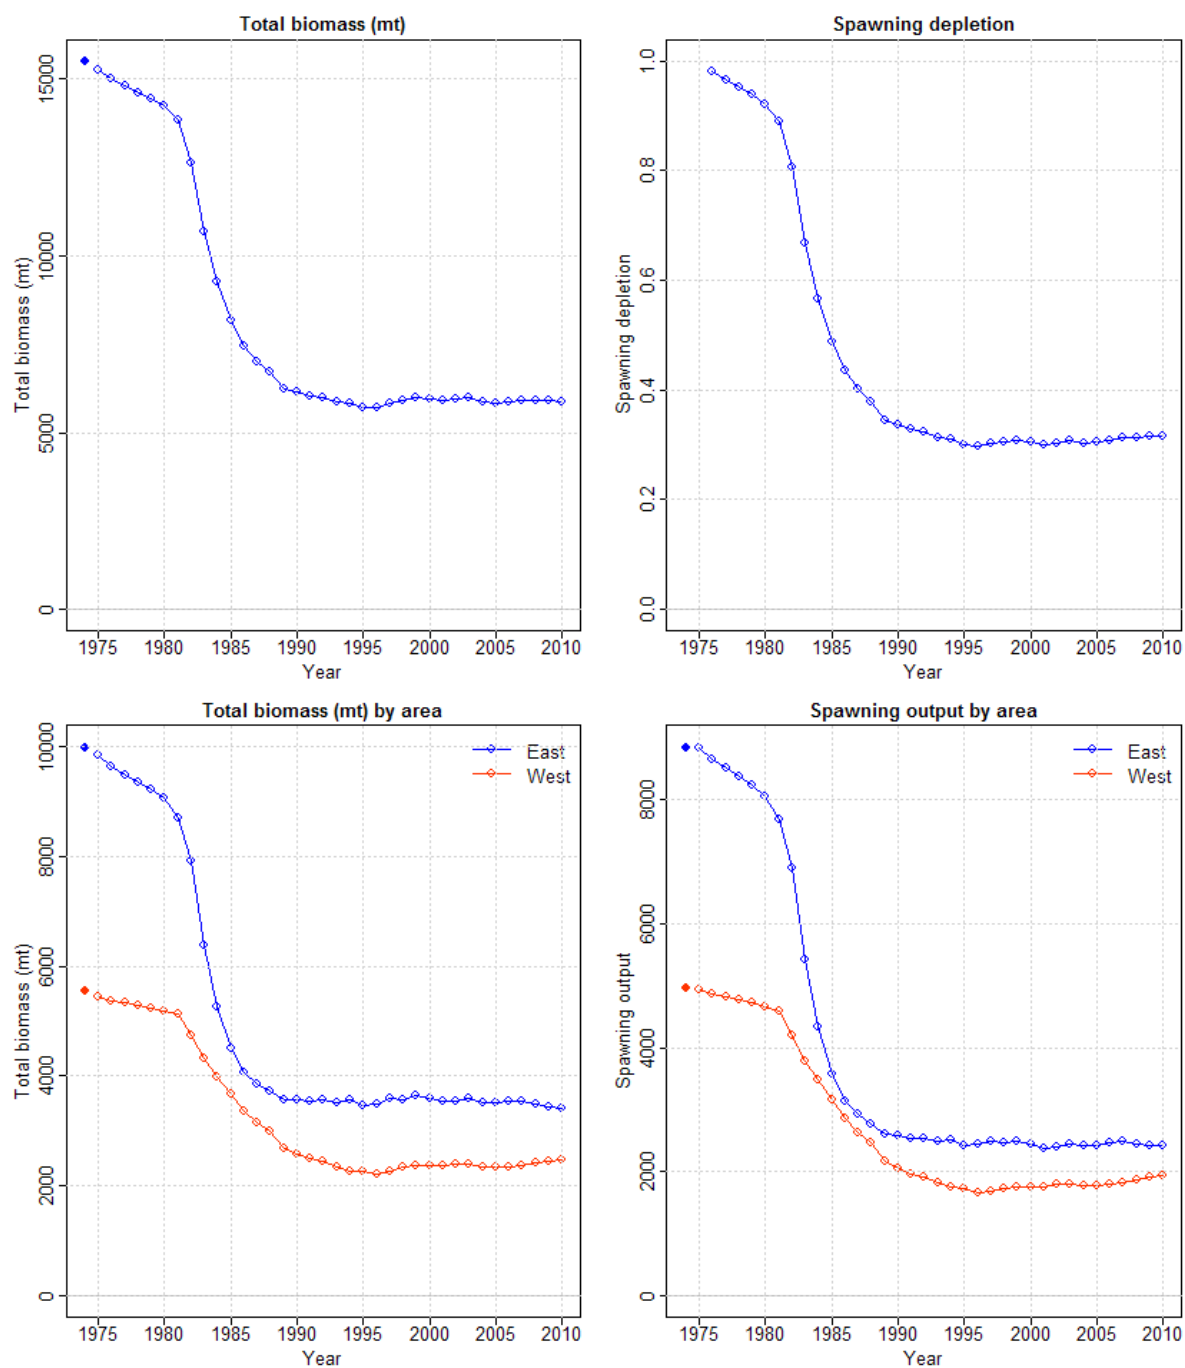 Total biomass (mt)
Total biomass (mt)
15000
10000
5000
0
1975 1980 1985 1990 1995 2000 2005 2010
Year
Spawning depletion
Spawning depletion
1.0
0.8
0.6
0.4
0.2
0.0
1975 1980 1985 1990 1995 2000 2005 2010
Year
Total biomass (mt) by area
Total biomass (mt)
10000
8000
6000
4000
2000
0
East
West
1975 1980 1985 1990 1995 2000 2005 2010
Year
Spawning output by area
Spawning output
8000
6000
4000
2000
0
East
West
1975 1980 1985 1990 1995 2000 2005 2010
Year